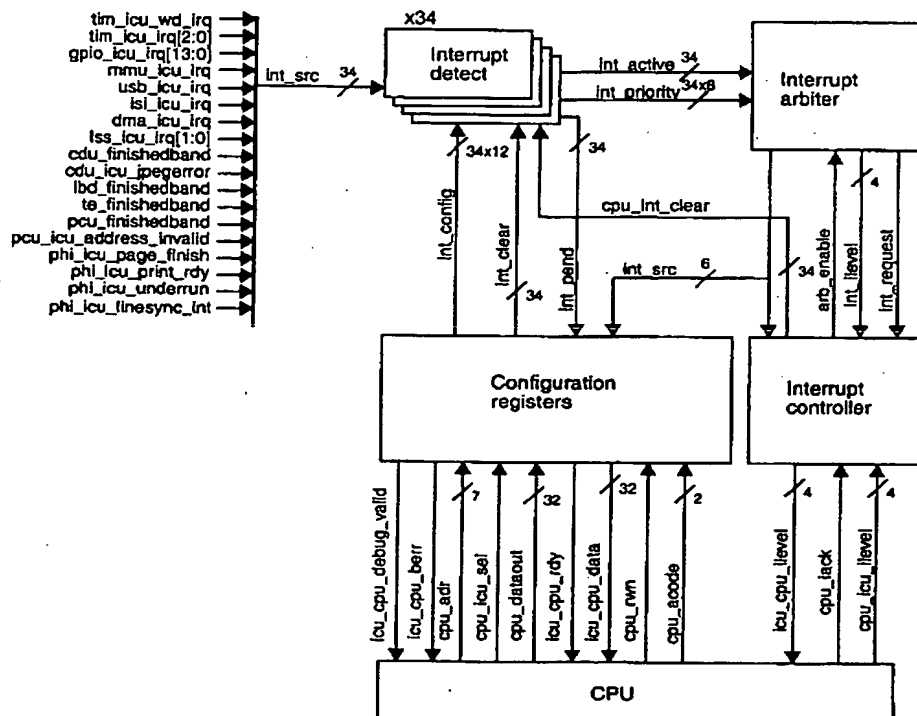 tim_icu_wd_irq
tim_icu_irq[2:0]
gpio_icu_irq[13:0]
mmu_icu_irq
usb_icu_irq
isi_icu_irq
dma_icu_irq
lss_icu_irq[1:0]
cdu_finishedband
cdu_icu_jpegerror
lbd_finishedband
te_finishedband
pcu_finishedband
pcu_icu_address_invalid
phi_icu_page_finish
phi_icu_print_rdy
phi_icu_underrun
phi_icu_linesync_int
int_src
34
x34
Interrupt
detect
int_active
34
int_priority
34x8
Interrupt
arbiter
34x12
34
int_config
int_clear
34
int_pend
cpu_int_clear
34
int_src
6
arb_enable
4
int_ilevel
int_request
Configuration
registers
Interrupt
controller
icu_cpu_debug_valid
icu_cpu_berr
7
cpu_adr
cpu_icu_sel
32
cpu_dataout
icu_cpu_rdy
32
icu_cpu_data
cpu_rwn
2
cpu_acode
4
icu_cpu_ilevel
cpu_iack
4
cpu_icu_ilevel
CPU